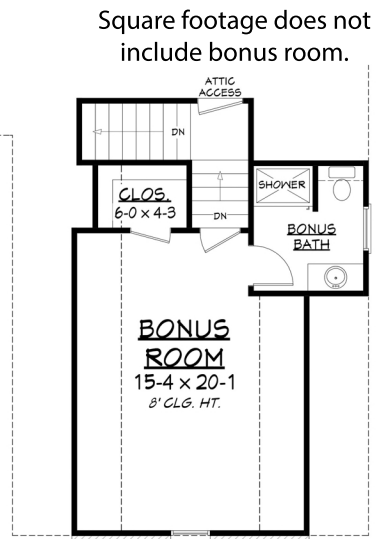 Square footage does not
include bonus room.
ATTIC
ACCESS
DN
SHOWER
CLOS.
6-0 x 4-3
DN
BONUS
BATH
BONUS
ROOM
15-4 x 20-1
8' CLG. HT.